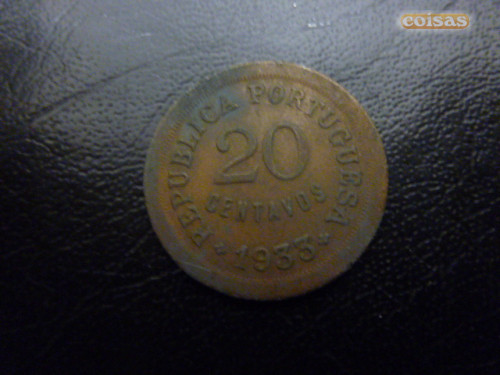 coisas
REPUBLICA PORTUGUESA
20
CENTAVOS
* 1933 *